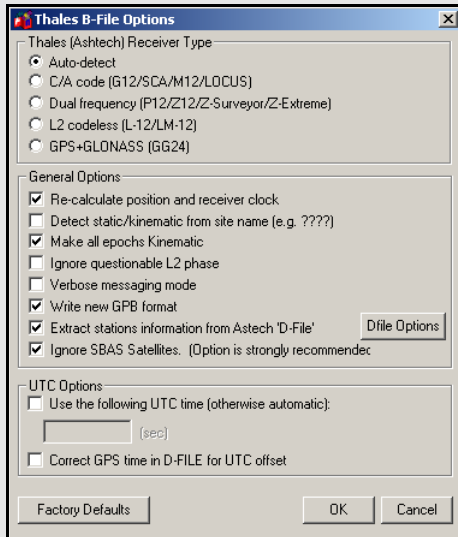 Thales B-File Options
Thales (Ashtech) Receiver Type
Auto-detect
C/A code (G12/SCA/M12/LOCUS)
Dual frequency (P12/Z12/Z-Surveyor/Z-Extreme)
L2 codeless (L-12/LM-12)
GPS+GLONASS (GG24)
General Options
Re-calculate position and receiver clock
Detect static/kinematic from site name (e.g. ????)
Make all epochs Kinematic
Ignore questionable L2 phase
Verbose messaging mode
Write new GPB format
Extract stations information from Astech 'D-File'
Dfile Options
Ignore SBAS Satellites. (Option is strongly recommended
UTC Options
Use the following UTC time (otherwise automatic):
(sec)
Correct GPS time in D-FILE for UTC offset
Factory Defaults OK Cancel